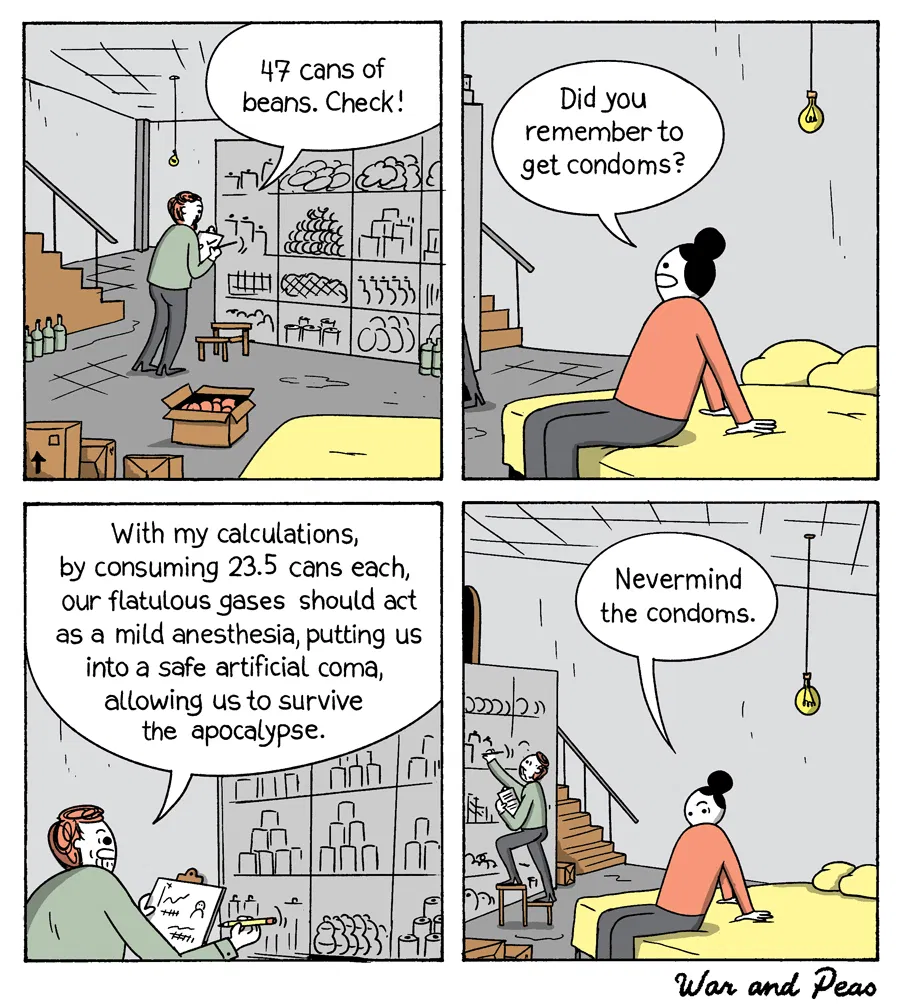 47 cans of
beans. Check!
Did you
remember to
get condoms?
With my calculations,
by consuming 23.5 cans each,
our flatulous gases should act
as a mild anesthesia, putting us
into a safe artificial coma,
allowing us to survive
the apocalypse.
Nevermind
the condoms.
War and Peas